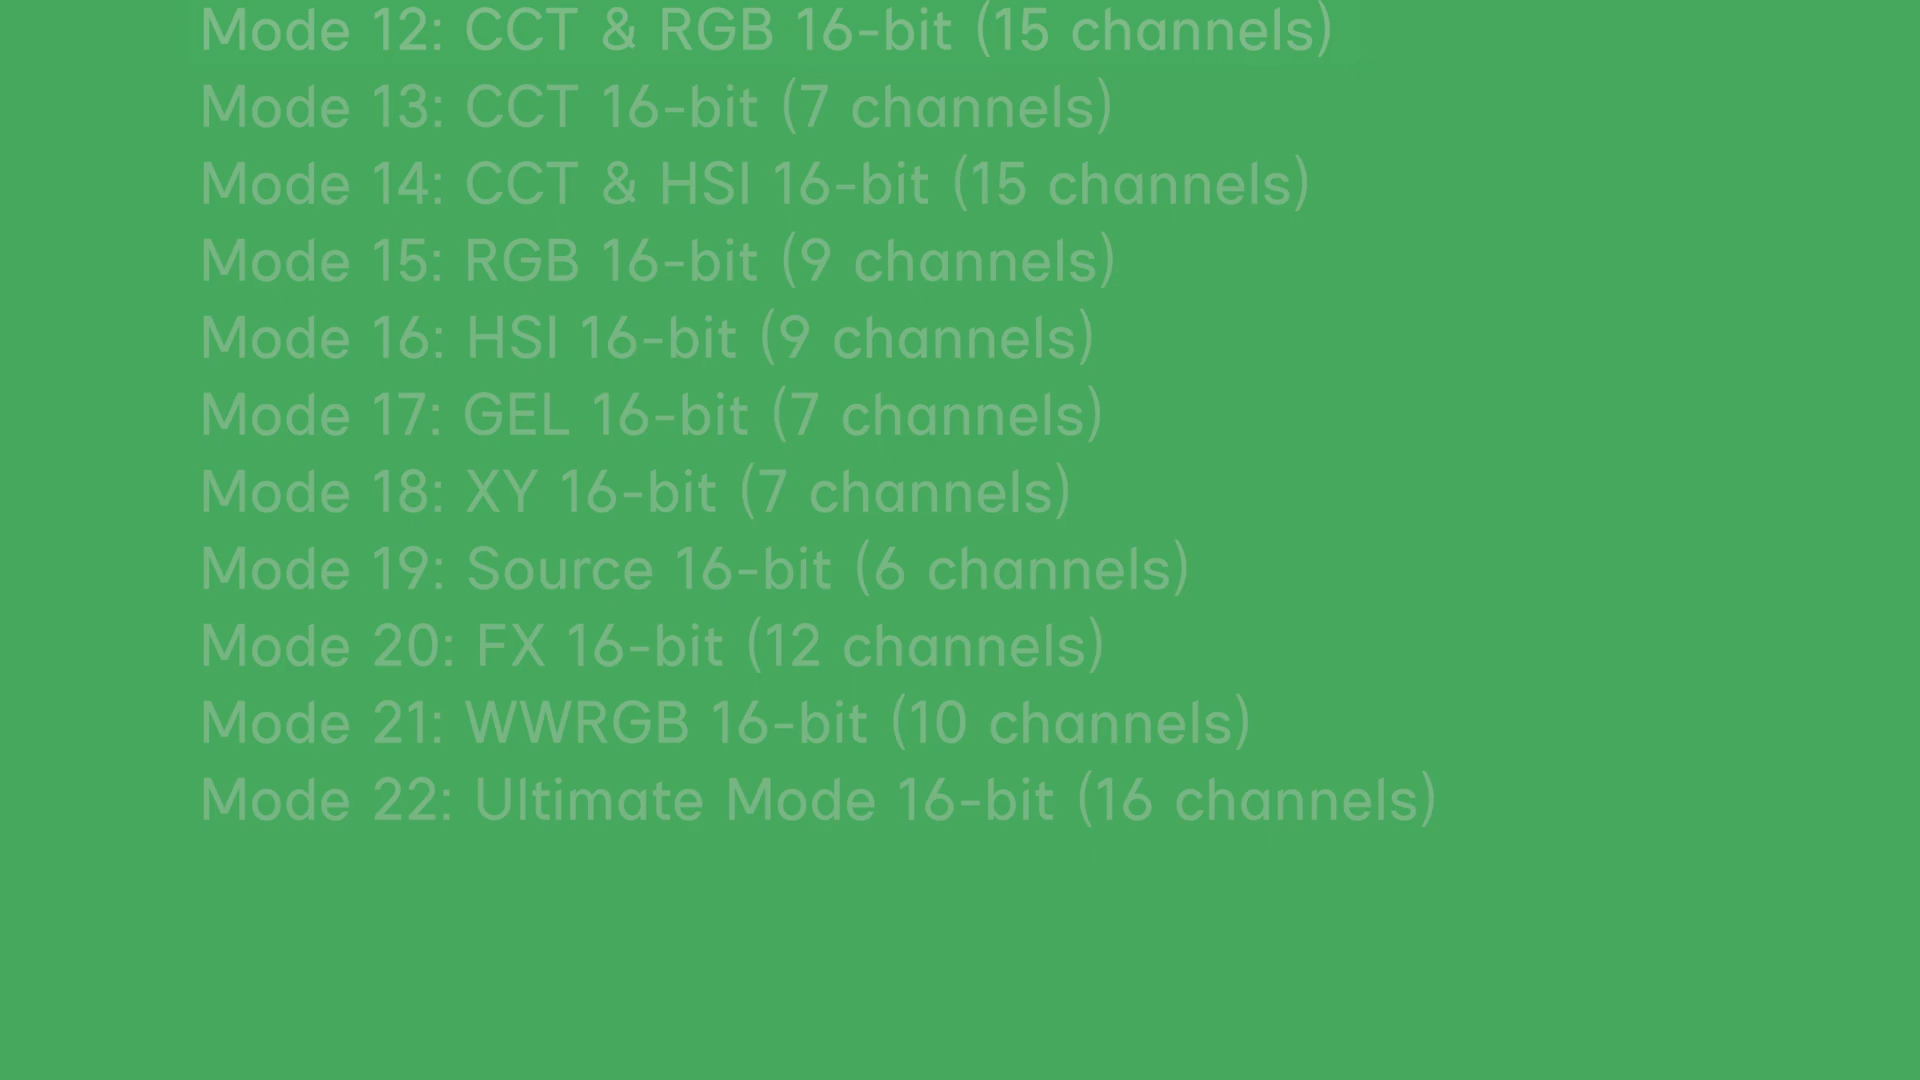 Mode 12: CCT & RGB 16-bit (15 channels)
Mode 13: CCT 16-bit (7 channels)
Mode 14: CCT & HSI 16-bit (15 channels)
Mode 15: RGB 16-bit (9 channels)
Mode 16: HSI 16-bit (9 channels)
Mode 17: GEL 16-bit (7 channels)
Mode 18: XY 16-bit (7 channels)
Mode 19: Source 16-bit (6 channels)
Mode 20: FX 16-bit (12 channels)
Mode 21: WWRGB 16-bit (10 channels)
Mode 22: Ultimate Mode 16-bit (16 channels)